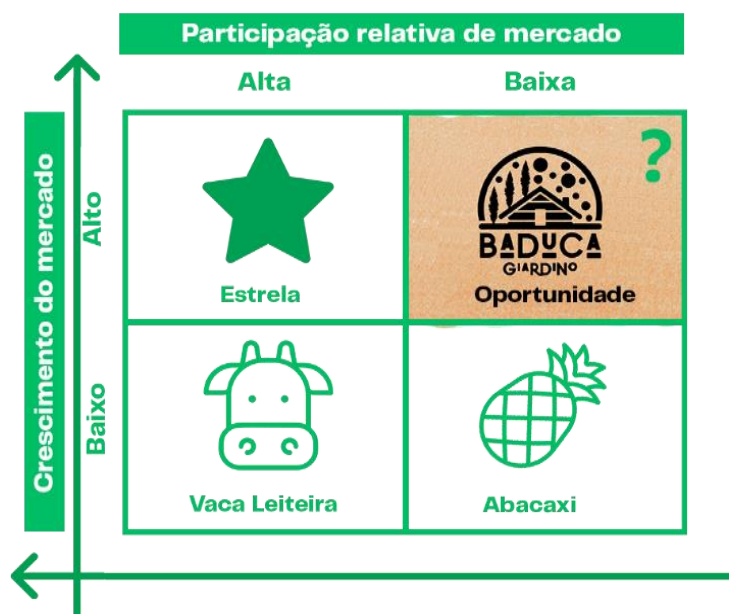 Participação relativa de mercado
Alta
Baixa
Crescimento do mercado
Alto
Baixo
Estrela
?
BADUCA
GIARDINO
Oportunidade
Vaca Leiteira
Abacaxi